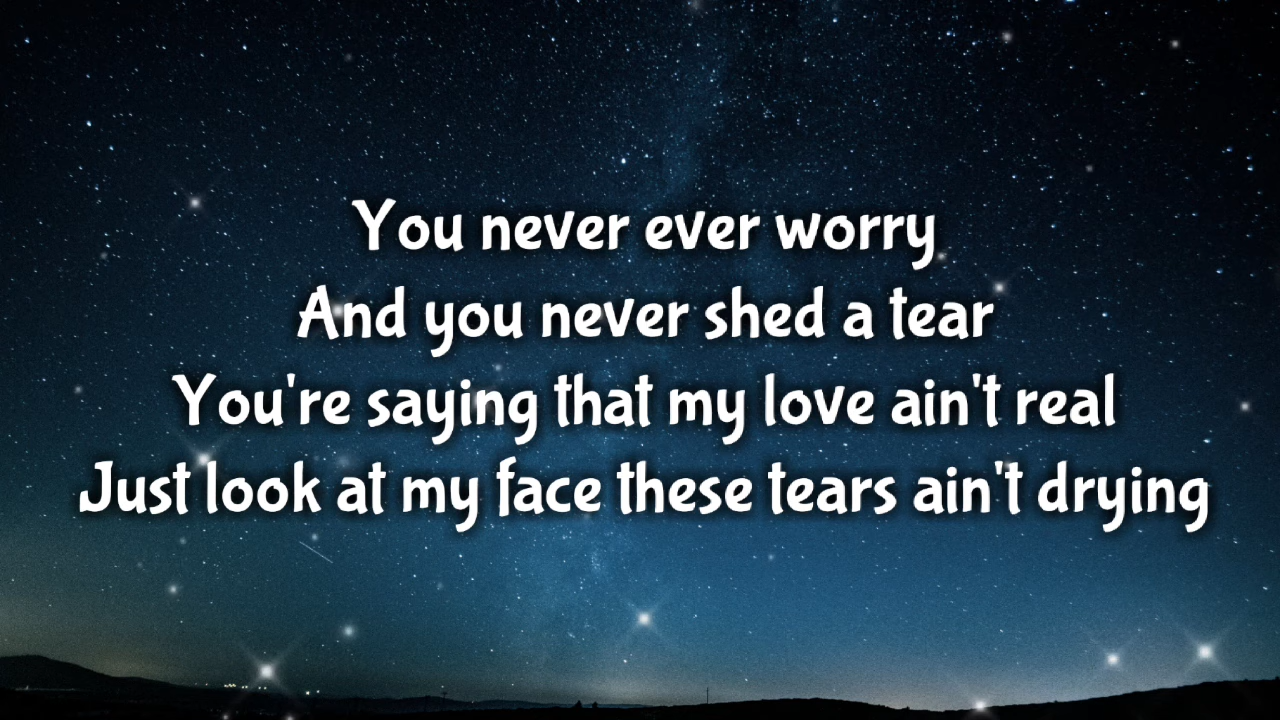 You never ever worry
And you never shed a tear
You're saying that my love ain't real
Just look at my face these tears ain't drying